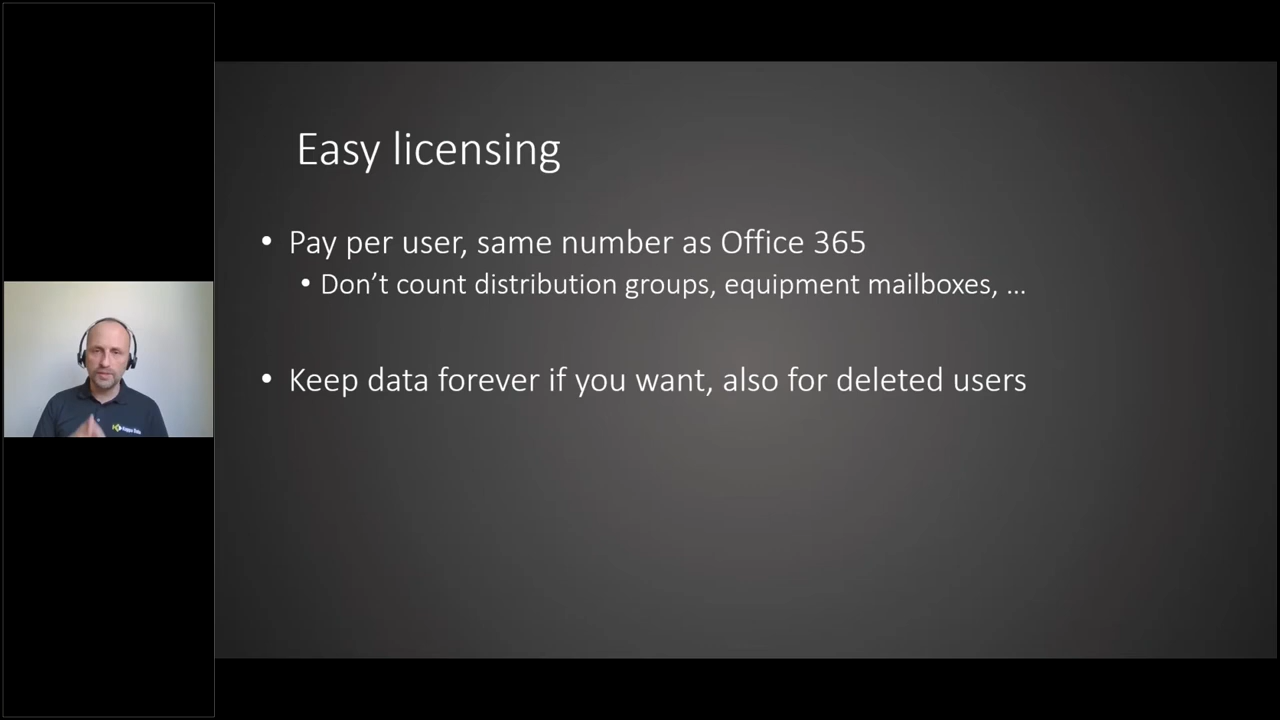 Easy licensing
• Pay per user, same number as Office 365
• Don’t count distribution groups, equipment mailboxes, ...
• Keep data forever if you want, also for deleted users